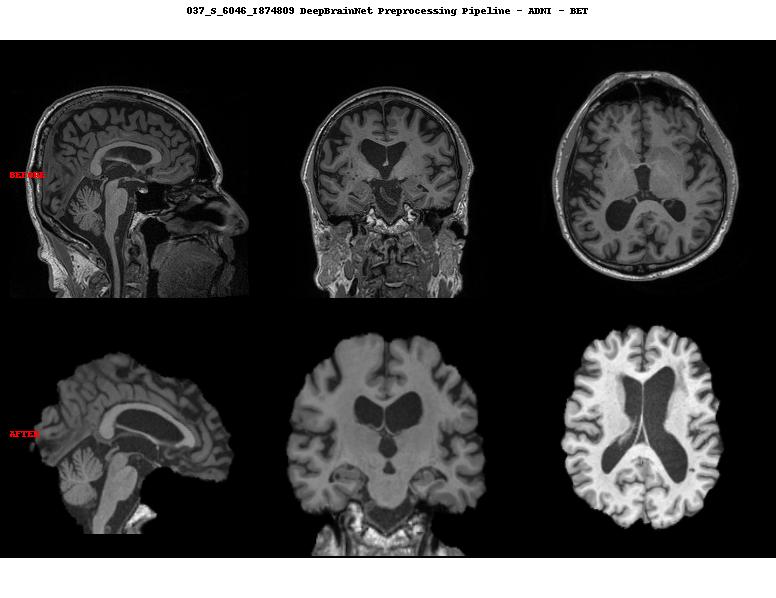 037_S_6046_I874809 DeepBrainNet Preprocessing Pipeline - ADNI - BET
BEFORE
AFTER